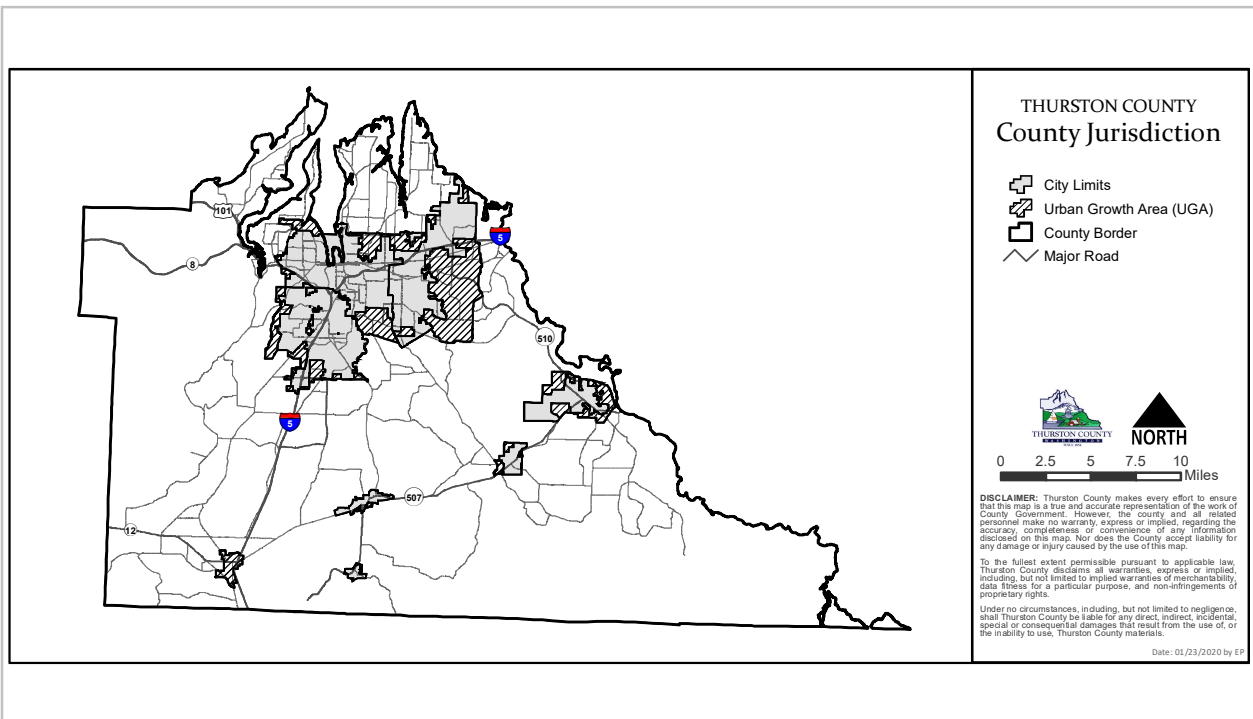 THURSTON COUNTY
County Jurisdiction
City Limits
Urban Growth Area (UGA)
County Border
Major Road
101
8
5
510
5
507
12
THURSTON COUNTY
WASHINGTON
NORTH
0 2.5 5 7.5 10
Miles
DISCLAIMER: Thurston County makes every effort to ensure
that this map is a true and accurate representation of the work of
County Government. However, the county and all related
personnel make no warranty, express or implied, regarding the
accuracy, completeness or convenience of any information
disclosed on this map. Nor does the County accept liability for
any damage or injury caused by the use of this map.
To the fullest extent permissible pursuant to applicable law,
Thurston County disclaims all warranties, express or implied,
including, but not limited to implied warranties of merchantability,
data fitness for a particular purpose, and non-infringements of
proprietary rights.
Under no circumstances, including, but not limited to negligence,
shall Thurston County be liable for any direct, indirect, incidental,
special or consequential damages that result from the use of, or
the inability to use, Thurston County materials.
Date: 01/23/2020 by EP